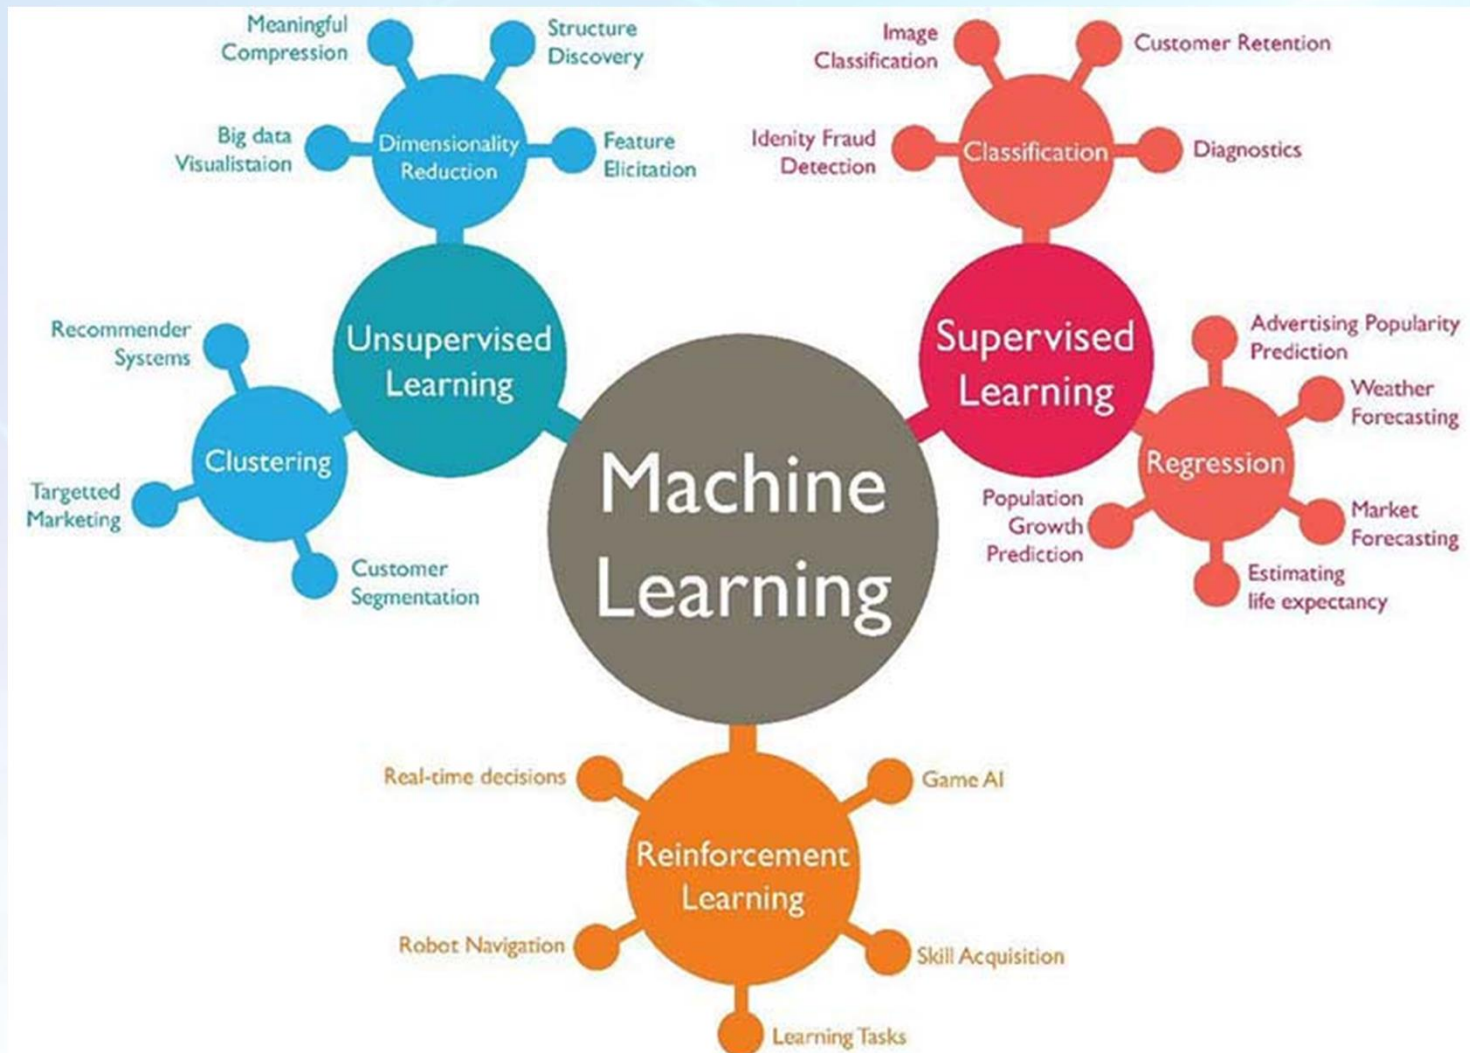 Meaningful
Compression
Structure
Discovery
Big data
Visualistaion
Dimensionality
Reduction
Feature
Elicitation
Image
Classification
Customer Retention
Idenity Fraud
Detection
Classification
Diagnostics
Unsupervised
Learning
Recommender
Systems
Clustering
Targetted
Marketing
Customer
Segmentation
Supervised
Learning
Advertising Popularity
Prediction
Weather
Forecasting
Regression
Population
Growth
Prediction
Market
Forecasting
Estimating
life expectancy
Machine
Learning
Real-time decisions
Game AI
Reinforcement
Learning
Robot Navigation
Skill Acquisition
Learning Tasks